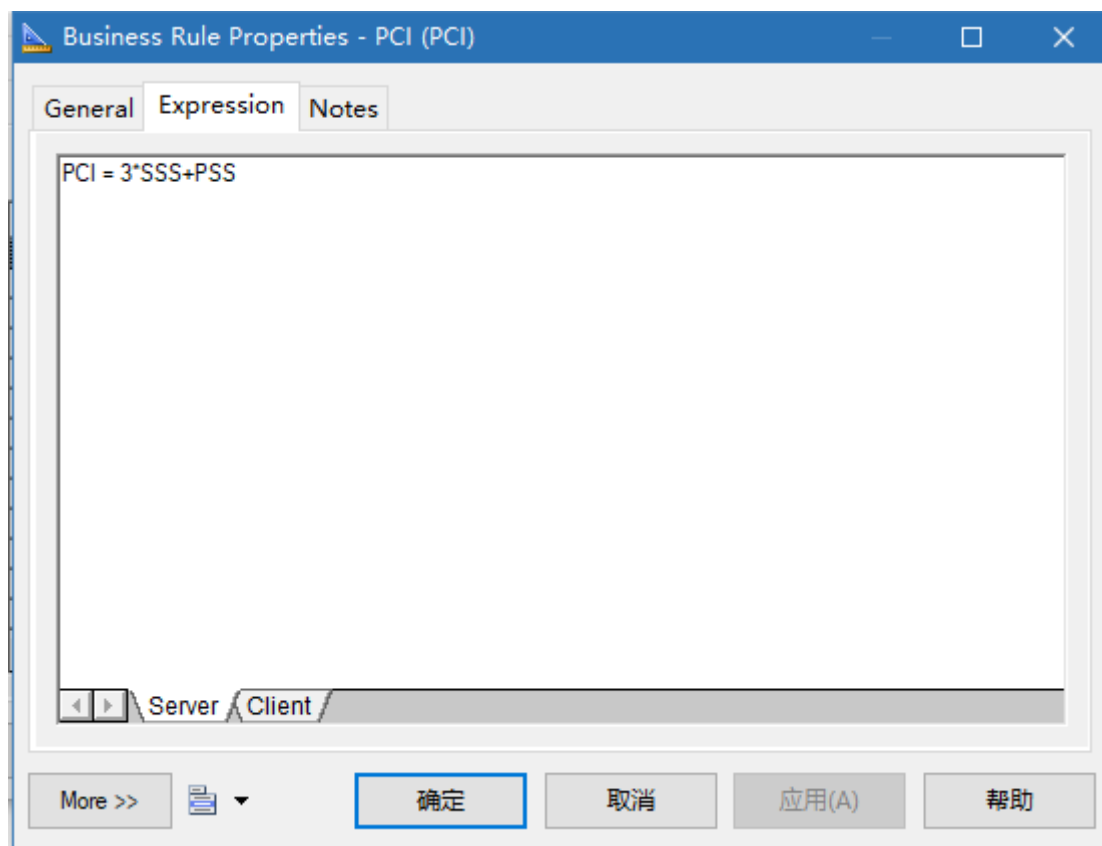 Business Rule Properties - PCI (PCI)
General Expression Notes
PCI = 3*SSS+PSS
Server Client
More >> 确定 取消 应用(A) 帮助